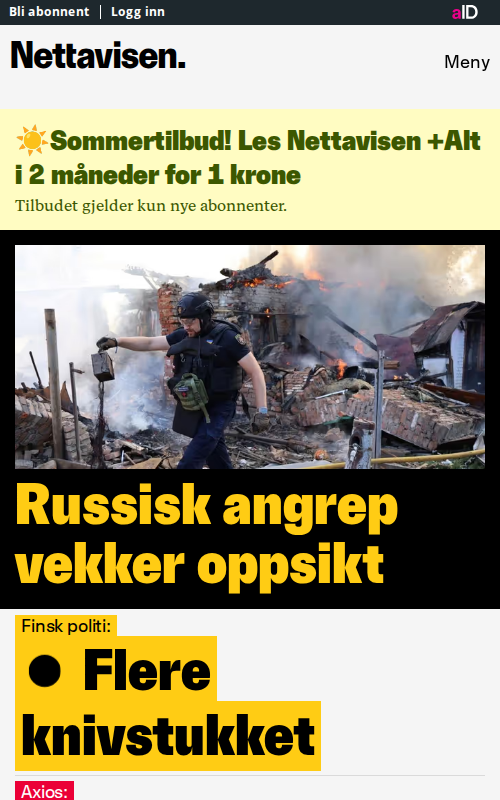 Bli abonnent
Logg inn
aID
Nettavisen.
Meny
☀️Sommertilbud! Les Nettavisen +Alt
i 2 måneder for 1 krone
Tilbudet gjelder kun nye abonnenter.
Russisk angrep
vekker oppsikt
Finsk politi:
● Flere
knivstukket
Axios: